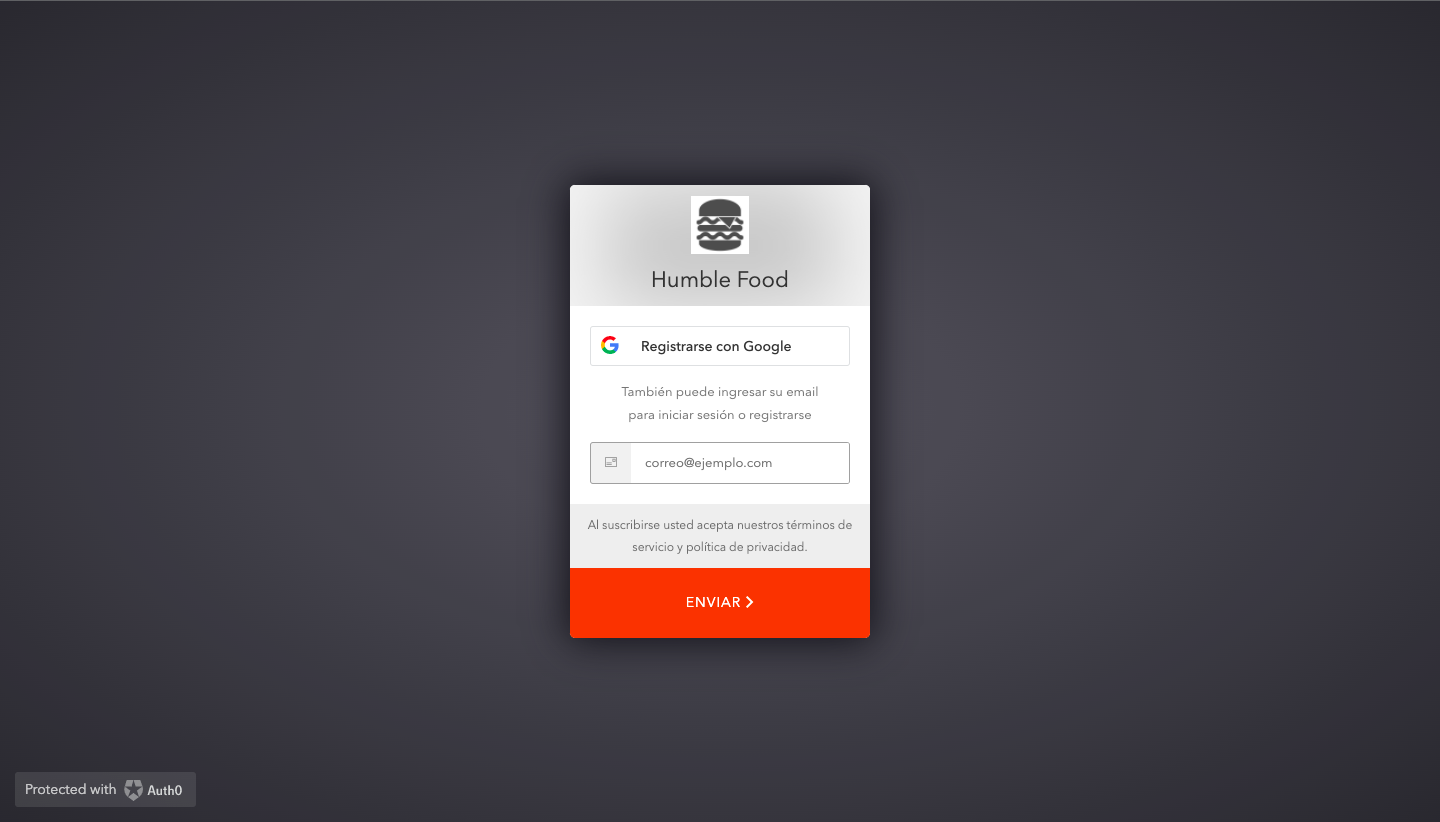 Humble Food
Registrarse con Google
También puede ingresar su email
para iniciar sesión o registrarse
correo@ejemplo.com
Al suscribirse usted acepta nuestros términos de
servicio y política de privacidad.
ENVIAR
Protected with Auth0